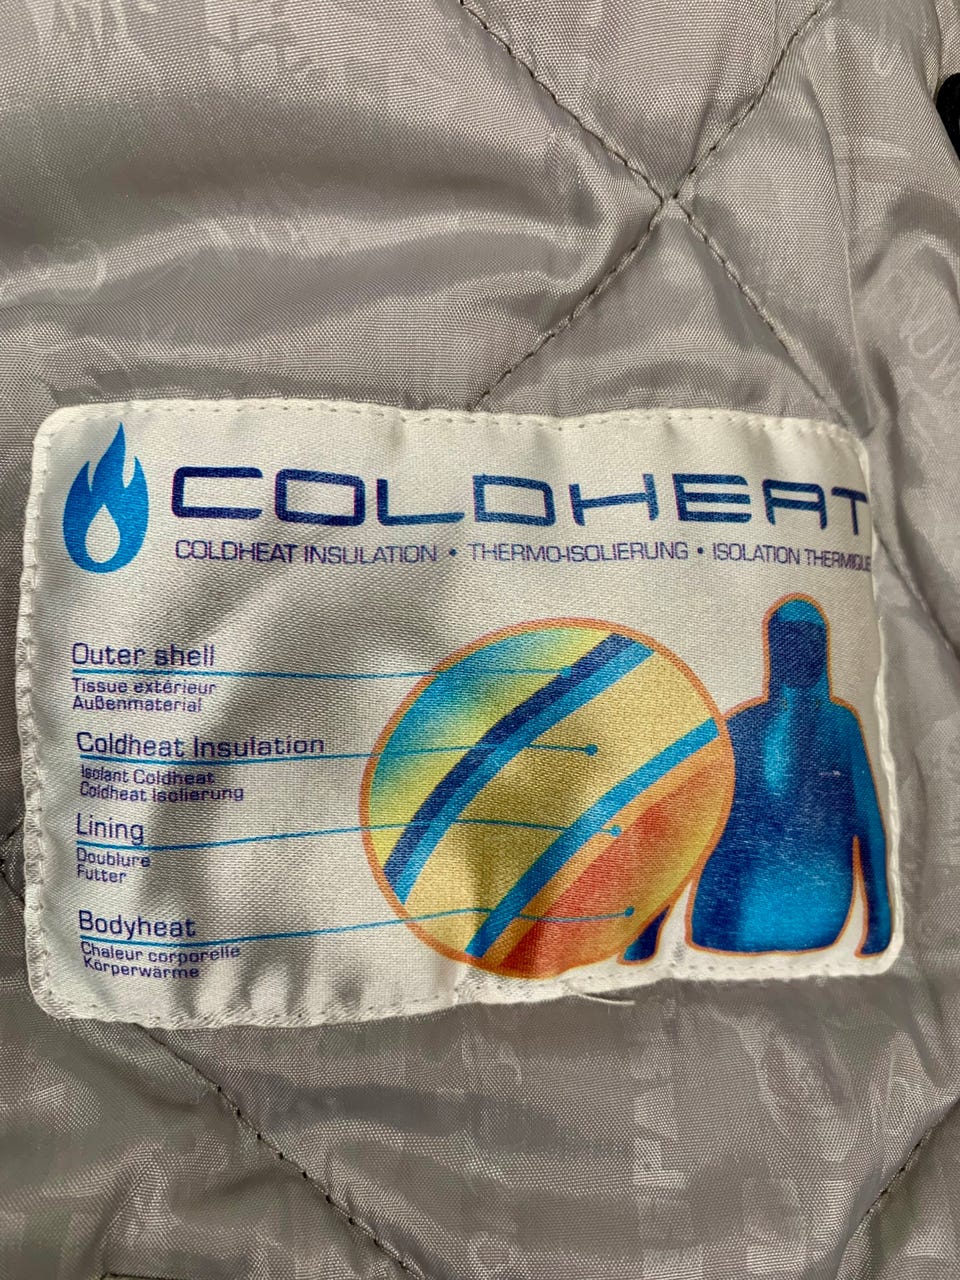 COLDHEAT
COLDHEAT INSULATION • THERMO-ISOLIERUNG • ISOLATION THERMIQUE
Outer shell
Tissue extérieur
Außenmaterial
Coldheat Insulation
Isolant Coldheat
Coldheat Isolierung
Lining
Doublure
Futter
Bodyheat
Chaleur corporelle
Körperwärme